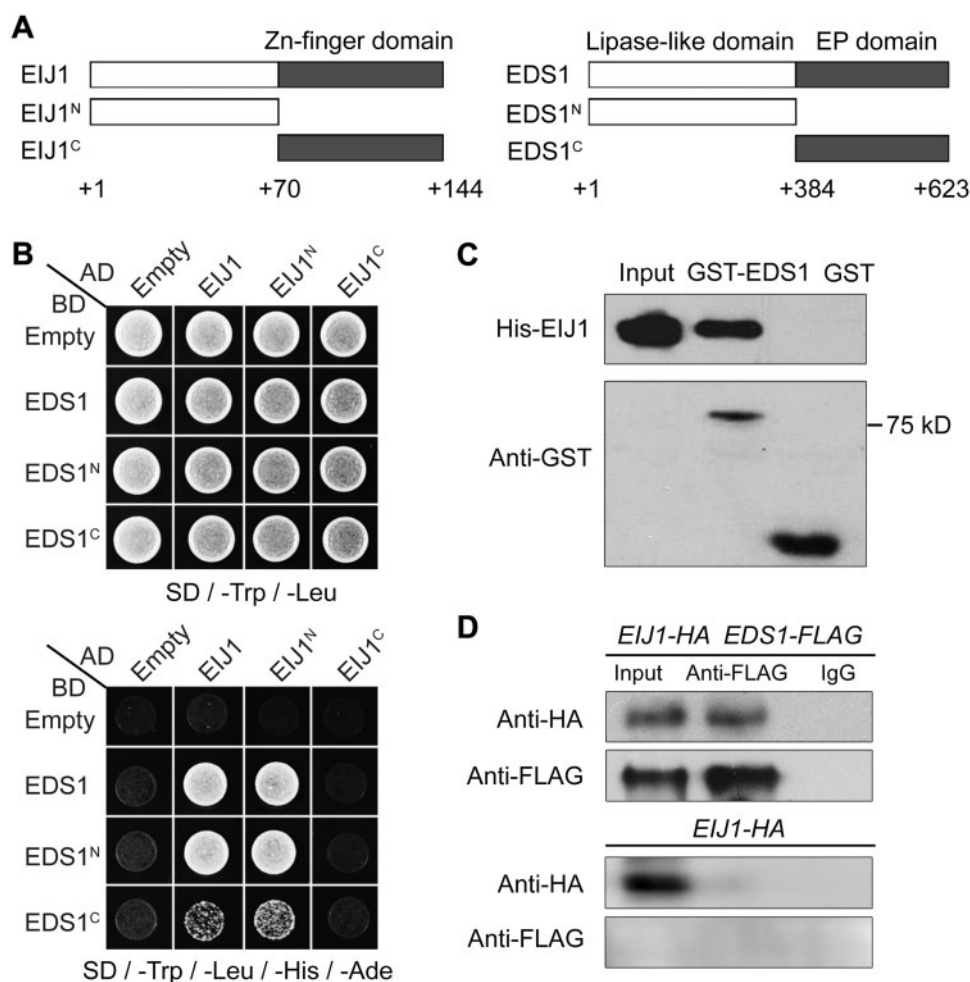 A
Zn-finger domain
EIJ1
EIJ1N
EIJ1C
+1 +70 +144
Lipase-like domain EP domain
EDS1
EDS1N
EDS1C
+1 +384 +623
B
AD
BD
Empty EIJ1 EIJ1N EIJ1C
Empty
EDS1
EDS1N
EDS1C
SD / -Trp / -Leu
AD
BD
Empty EIJ1 EIJ1N EIJ1C
Empty
EDS1
EDS1N
EDS1C
SD / -Trp / -Leu / -His / -Ade
C
Input GST-EDS1 GST
His-EIJ1
75 kD
Anti-GST
D
EIJ1-HA EDS1-FLAG
Input Anti-FLAG IgG
Anti-HA
Anti-FLAG
EIJ1-HA
Anti-HA
Anti-FLAG